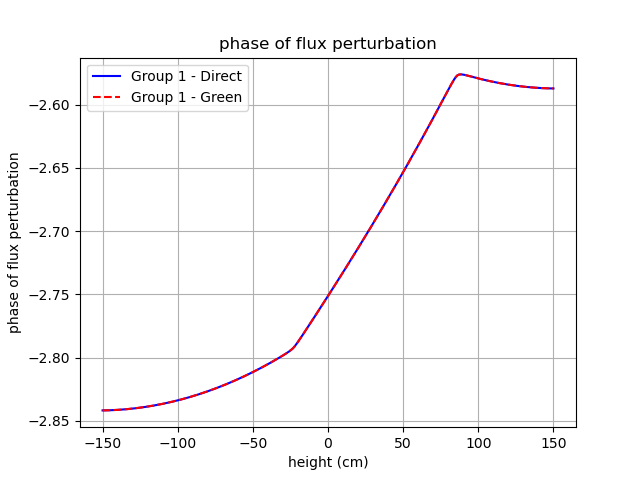 phase of flux perturbation
Group 1 - Direct
Group 1 - Green
phase of flux perturbation
−2.60
−2.65
−2.70
−2.75
−2.80
−2.85
−150
−100
−50
0
50
100
150
height (cm)